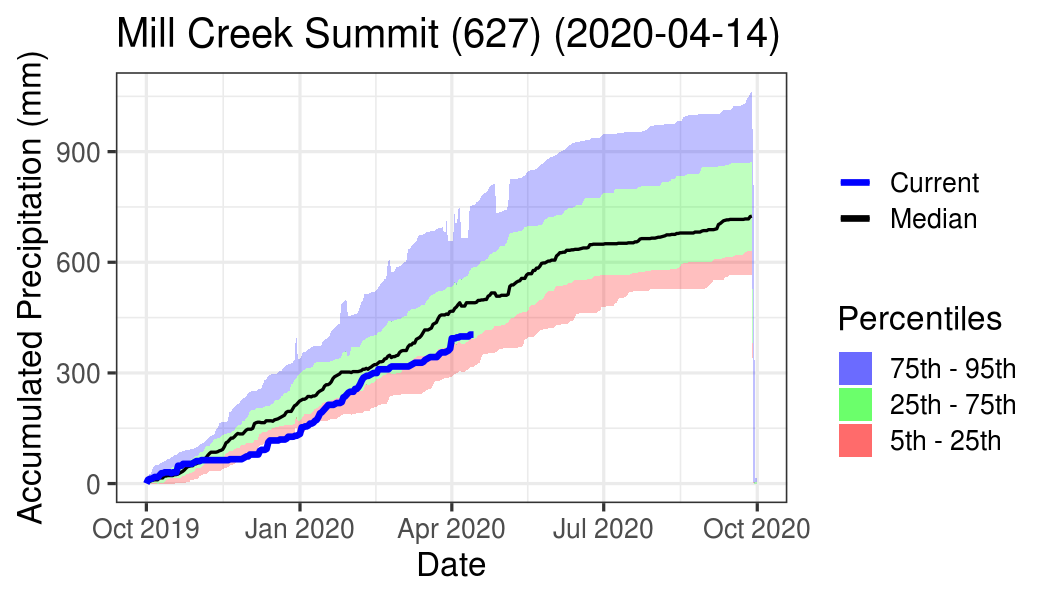 Mill Creek Summit (627) (2020-04-14)
Accumulated Precipitation (mm)
900
600
300
0
Oct 2019
Jan 2020
Apr 2020
Jul 2020
Oct 2020
Date
Current
Median
Percentiles
75th - 95th
25th - 75th
5th - 25th